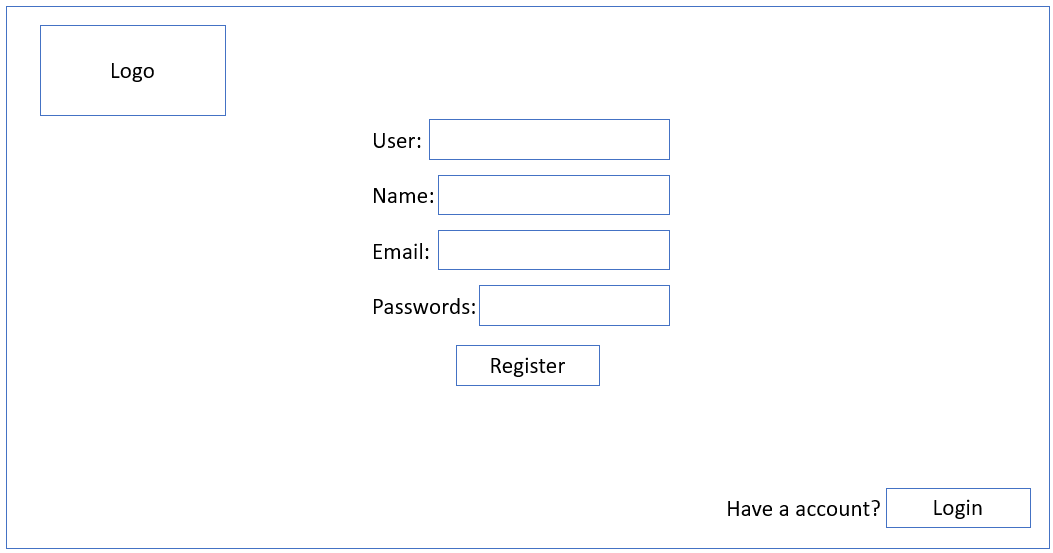 Logo
User:
Name:
Email:
Passwords:
Register
Have a account? Login